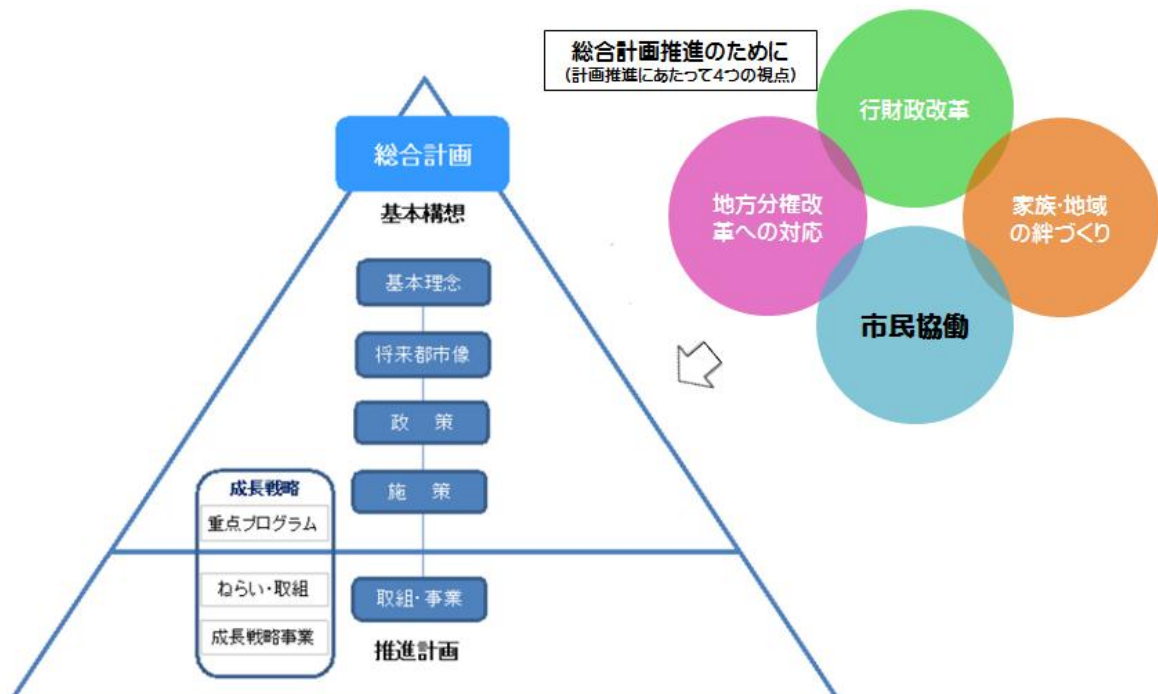 総合計画推進のために
（計画推進にあたって4つの視点）
行財政改革
地方分権改
革への対応
家族・地域
の絆づくり
市民協働
総合計画
基本構想
基本理念
将来都市像
政 策
施 策
成長戦略
重点プログラム
ねらい・取組
成長戦略事業
取組・事業
推進計画